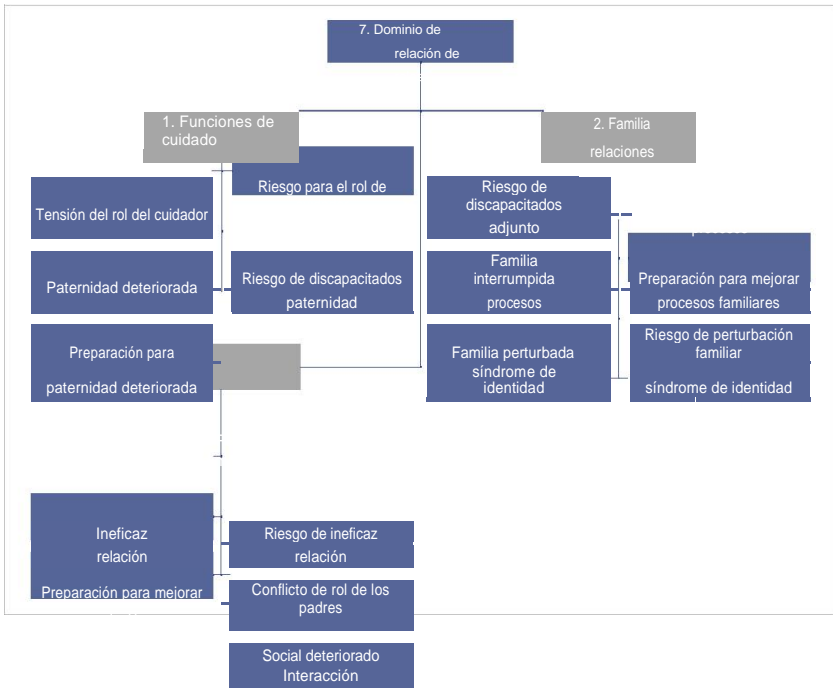 7. Dominio de
relación de
1. Funciones de
cuidado
2. Familia
relaciones
Riesgo para el rol de
Tensión del rol del cuidador
Riesgo de
discapacitados
adjunto
Paternidad deteriorada
Riesgo de discapacitados
paternidad
Familia
interrumpida
procesos
Preparación para mejorar
procesos familiares
Preparación para
paternidad deteriorada
Familia perturbada
síndrome de
identidad
Riesgo de perturbación
familiar
síndrome de identidad
Ineficaz
relación
Preparación para mejorar
Riesgo de ineficaz
relación
Conflicto de rol de los
padres
Social deteriorado
Interacción